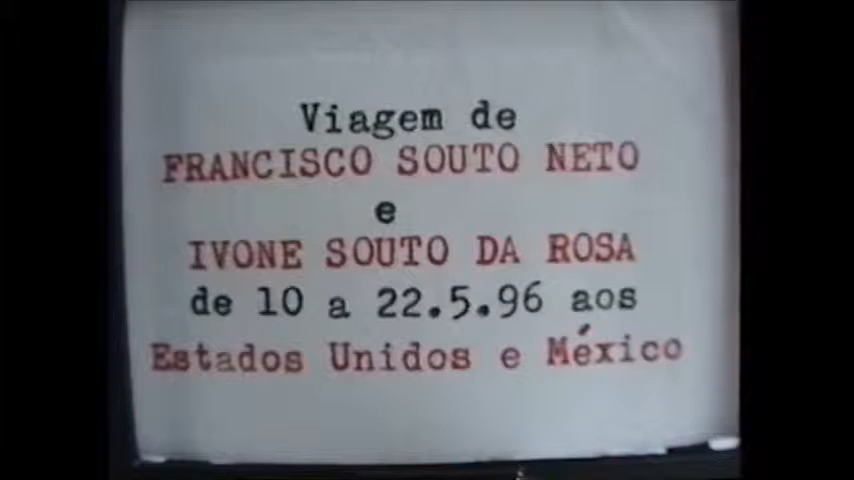 Viagem de
FRANCISCO SOUTO NETO
e
IVONE SOUTO DA ROSA
de 10 a 22.5.96 aos
Estados Unidos e México